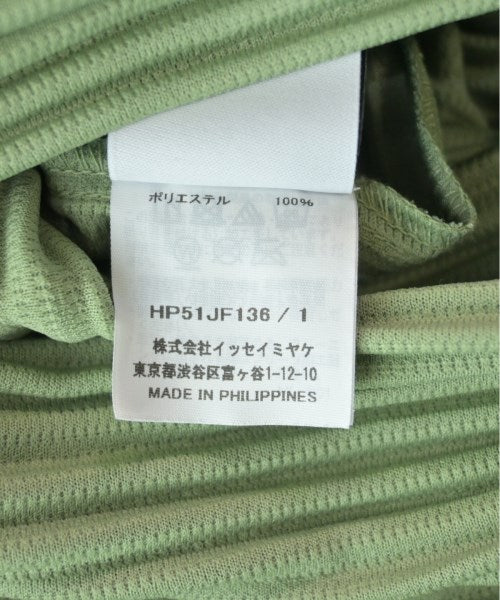 ポリエステル 100%
HP51JF136 / 1
株式会社イッセイミヤケ
東京都渋谷区富ヶ谷1-12-10
MADE IN PHILIPPINES